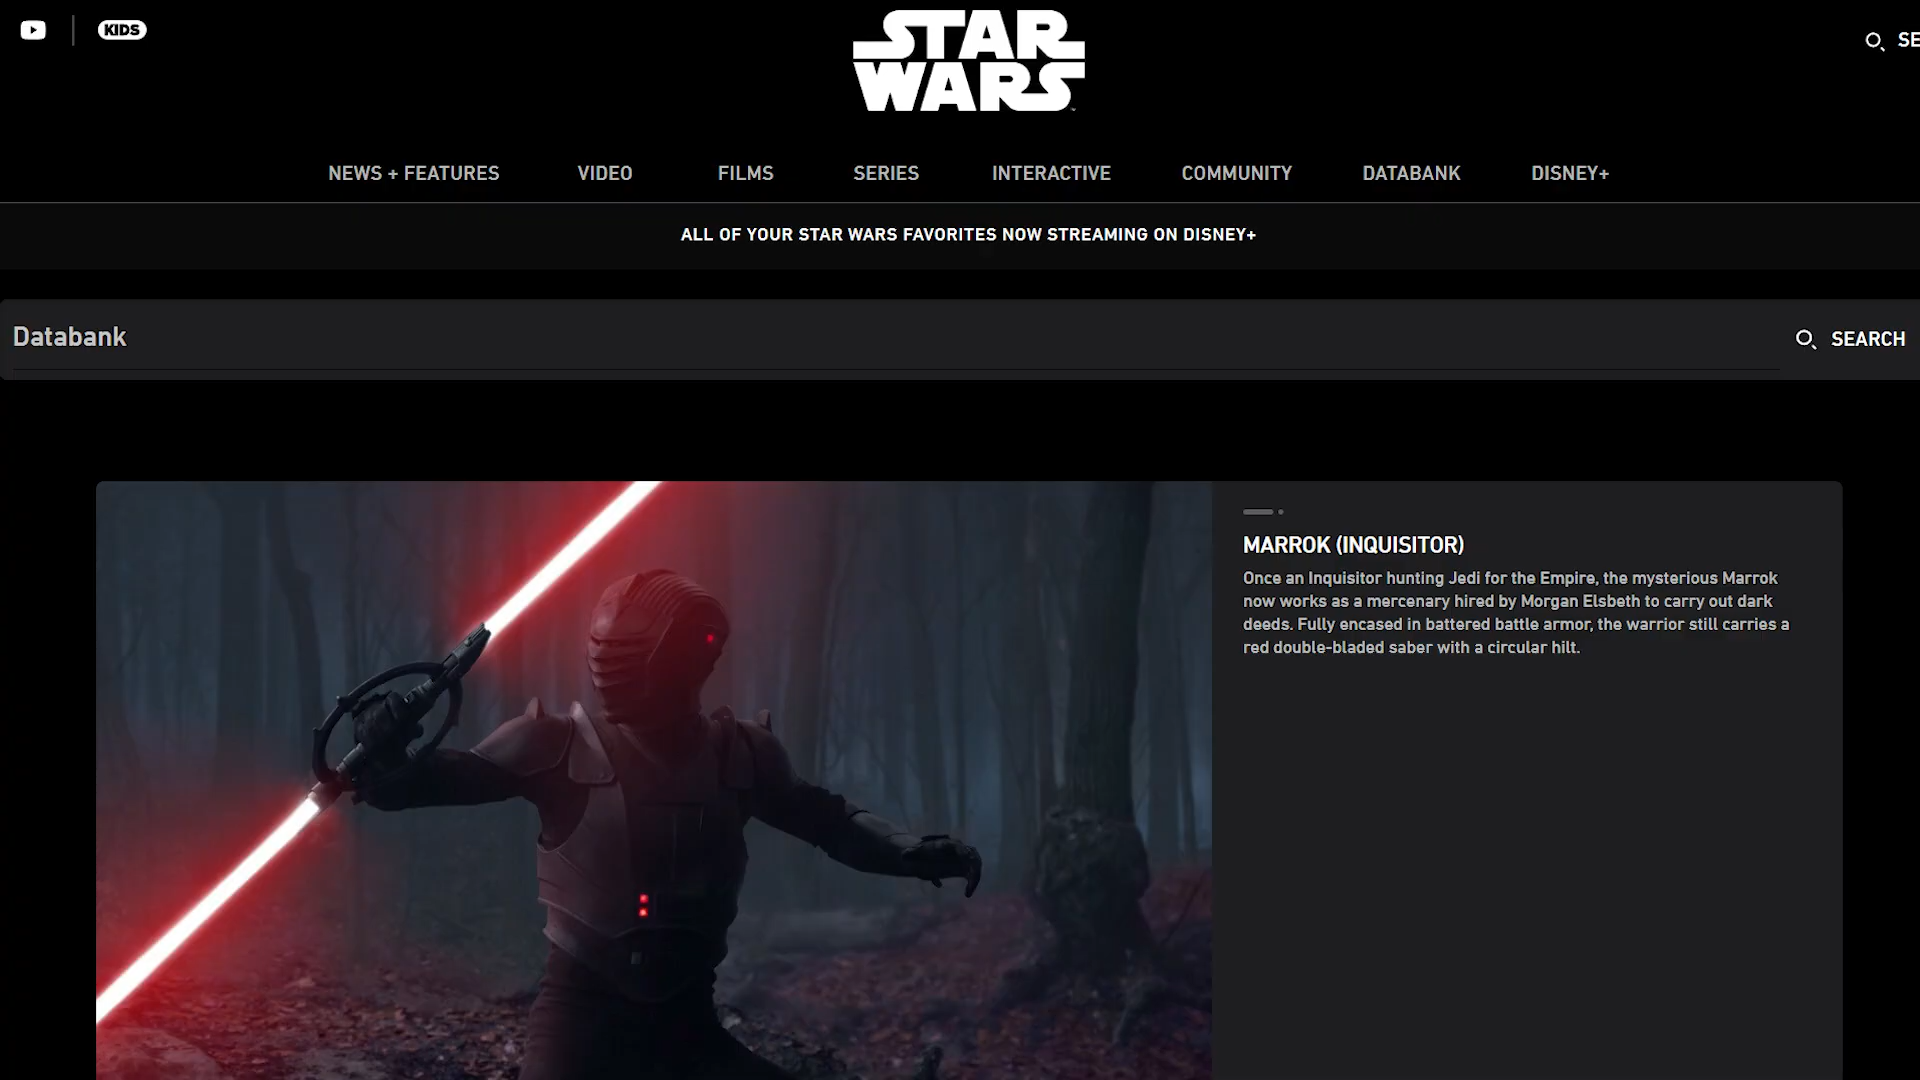 KIDS
STAR
WARS
SE
NEWS + FEATURES VIDEO FILMS SERIES INTERACTIVE COMMUNITY DATABANK DISNEY+
ALL OF YOUR STAR WARS FAVORITES NOW STREAMING ON DISNEY+
Databank
SEARCH
MARROK (INQUISITOR)
Once an Inquisitor hunting Jedi for the Empire, the mysterious Marrok
now works as a mercenary hired by Morgan Elsbeth to carry out dark
deeds. Fully encased in battered battle armor, the warrior still carries a
red double-bladed saber with a circular hilt.